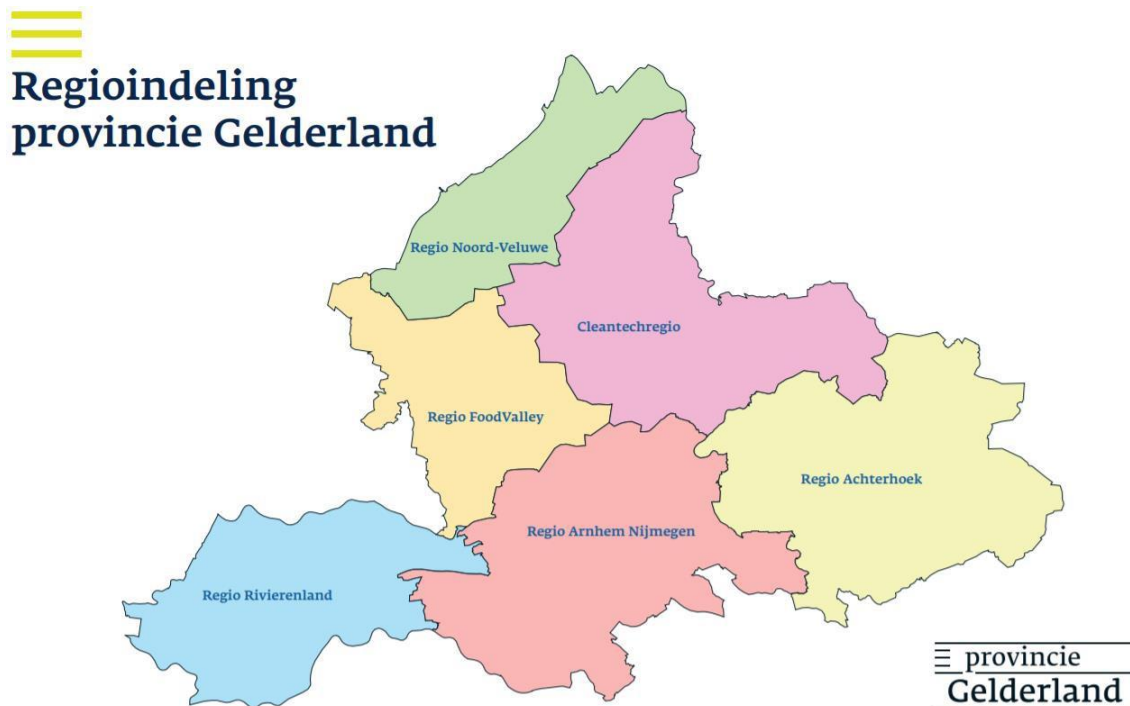 Regioindeling
provincie Gelderland
Regio Noord-Veluwe
Cleantechregio
Regio FoodValley
Regio Achterhoek
Regio Arnhem Nijmegen
Regio Rivierenland
provincie
Gelderland